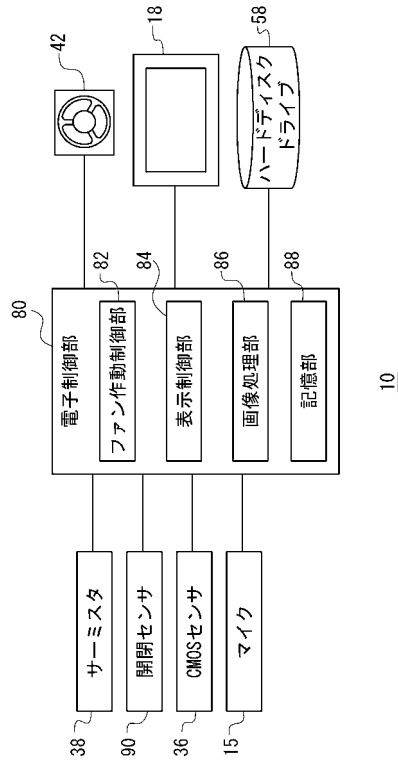 80
電子制御部
82
ファン作動制御部
84
表示制御部
86
画像処理部
88
記憶部
サーミスタ
38
開閉センサ
90
CMOSセンサ
36
マイク
15
42
18
58
ハードディスク
ドライブ
10